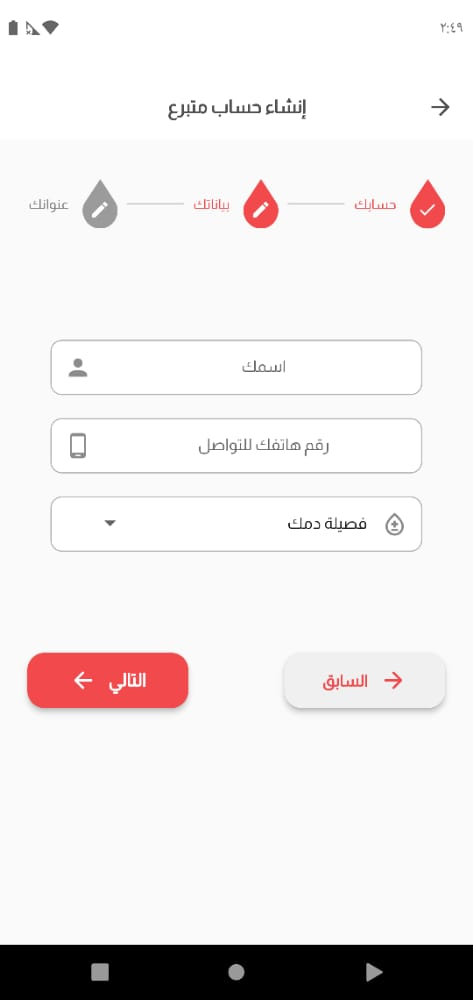 ٢:٤٩
إنشاء حساب متبرع
حسابك
بياناتك
عنوانك
اسمك
رقم هاتفك للتواصل
فصيلة دمك
السابق
التالي